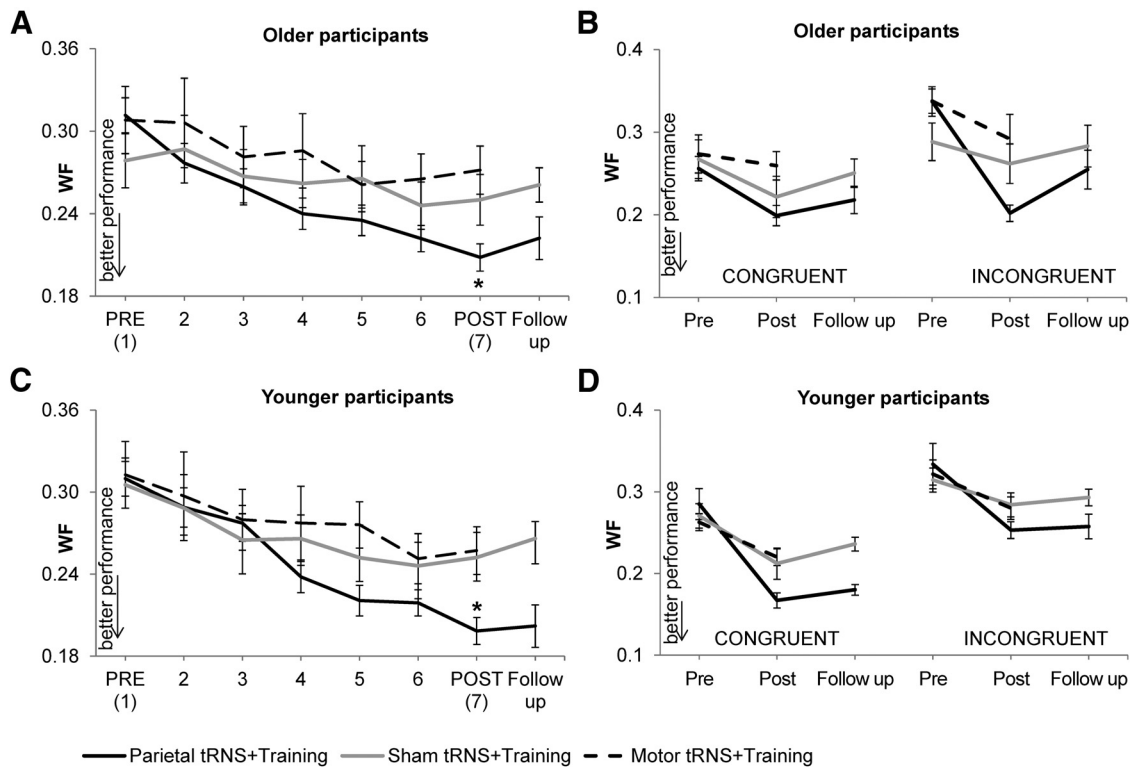 A
Older participants
0.36
0.30
0.24
0.18
WF
better performance
*
PRE 2 3 4 5 6 POST Follow
(1) (7) up
B
Older participants
0.4
0.3
0.2
0.1
WF
better performance
CONGRUENT INCONGRUENT
Pre Post Follow up Pre Post Follow up
C
Younger participants
0.36
0.30
0.24
0.18
WF
better performance
*
PRE 2 3 4 5 6 POST Follow
(1) (7) up
D
Younger participants
0.4
0.3
0.2
0.1
WF
better performance
CONGRUENT INCONGRUENT
Pre Post Follow up Pre Post Follow up
Parietal tRNS+Training Sham tRNS+Training Motor tRNS+Training